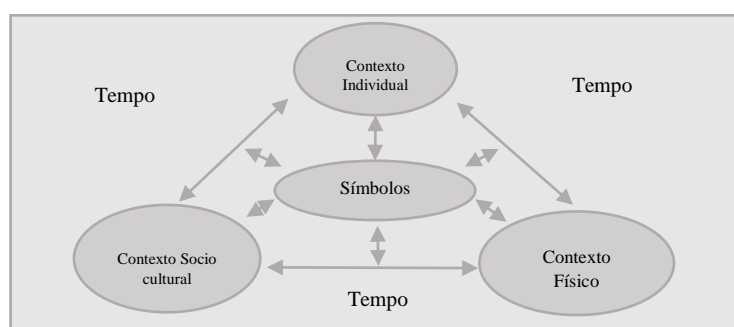 Contexto
Individual
Tempo
Tempo
Símbolos
Contexto Socio
cultural
Contexto
Físico
Tempo